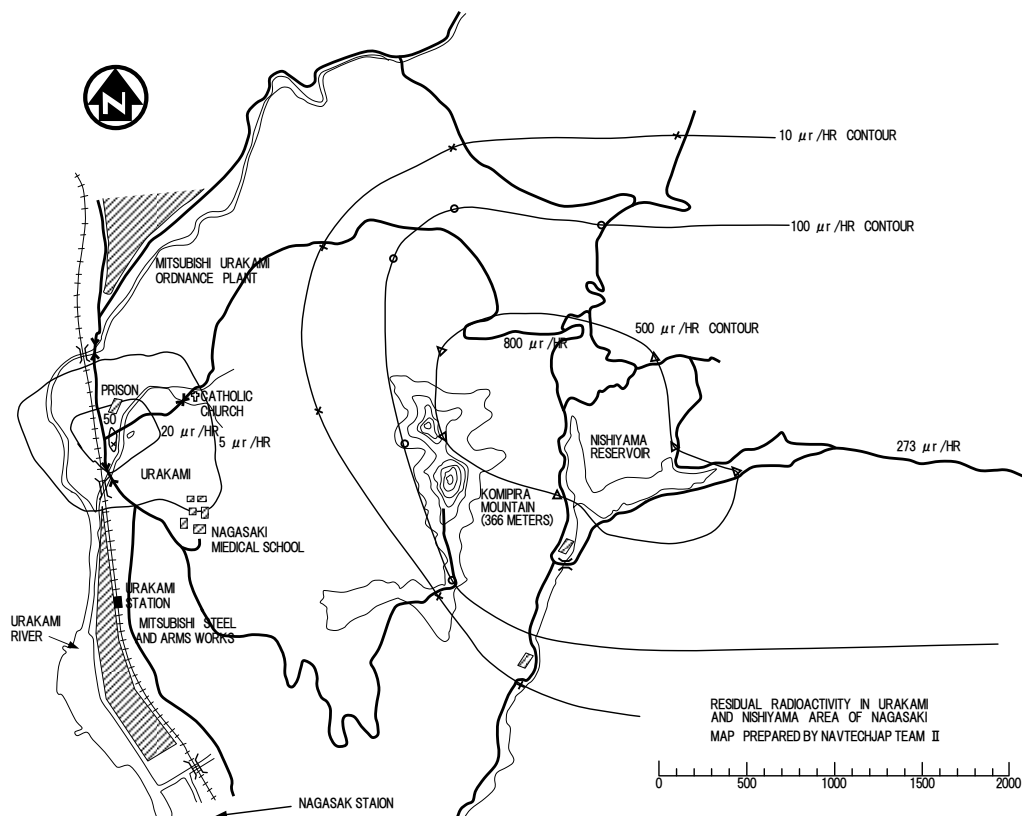 N
10 μr/HR CONTOUR
100 μr/HR CONTOUR
MITSUBISHI URAKAMI
ORDNANCE PLANT
500 μr/HR CONTOUR
800 μr/HR
PRISON
CATHOLIC
CHURCH
50
20 μr/HR
5 μr/HR
NISHIYAMA
RESERVOIR
273 μr/HR
URAKAMI
KOMIPIRA
MOUNTAIN
(366 METERS)
NAGASAKI
MIEDICAL SCHOOL
URAKAMI
STATION
URAKAMI
RIVER
MITSUBISHI STEEL
AND ARMS WORKS
RESIDUAL RADIOACTIVITY IN URAKAMI
AND NISHIYAMA AREA OF NAGASAKI
MAP PREPARED BY NAVTECHJAP TEAM II
0 500 1000 1500 2000
NAGASAK STAION